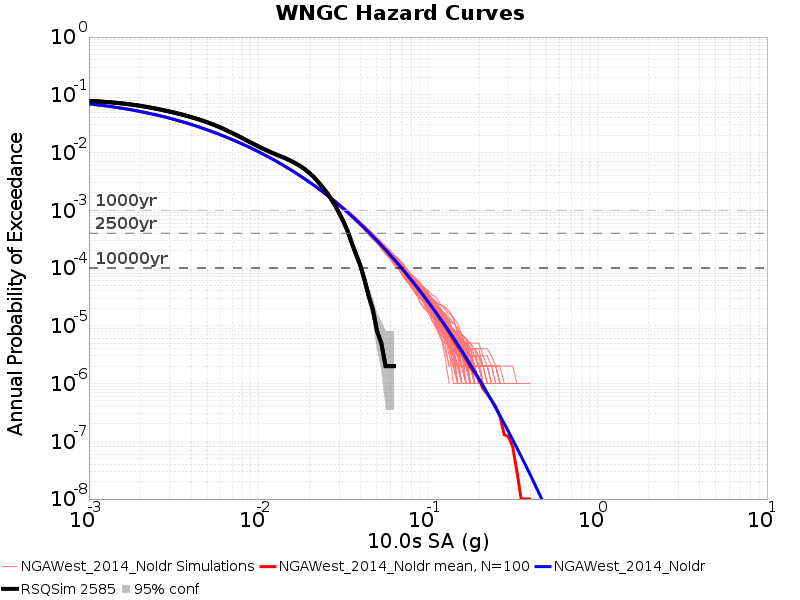 WNGC Hazard Curves
Annual Probability of Exceedance
10^0
10^-1
10^-2
10^-3
10^-4
10^-5
10^-6
10^-7
10^-8
1000yr
2500yr
10000yr
10^-3 10^-2 10^-1 10^0 10^1
10.0s SA (g)
NGAWest_2014_NoIdr Simulations NGAWest_2014_NoIdr mean, N=100 NGAWest_2014_NoIdr
RSQSim 2585 95% conf